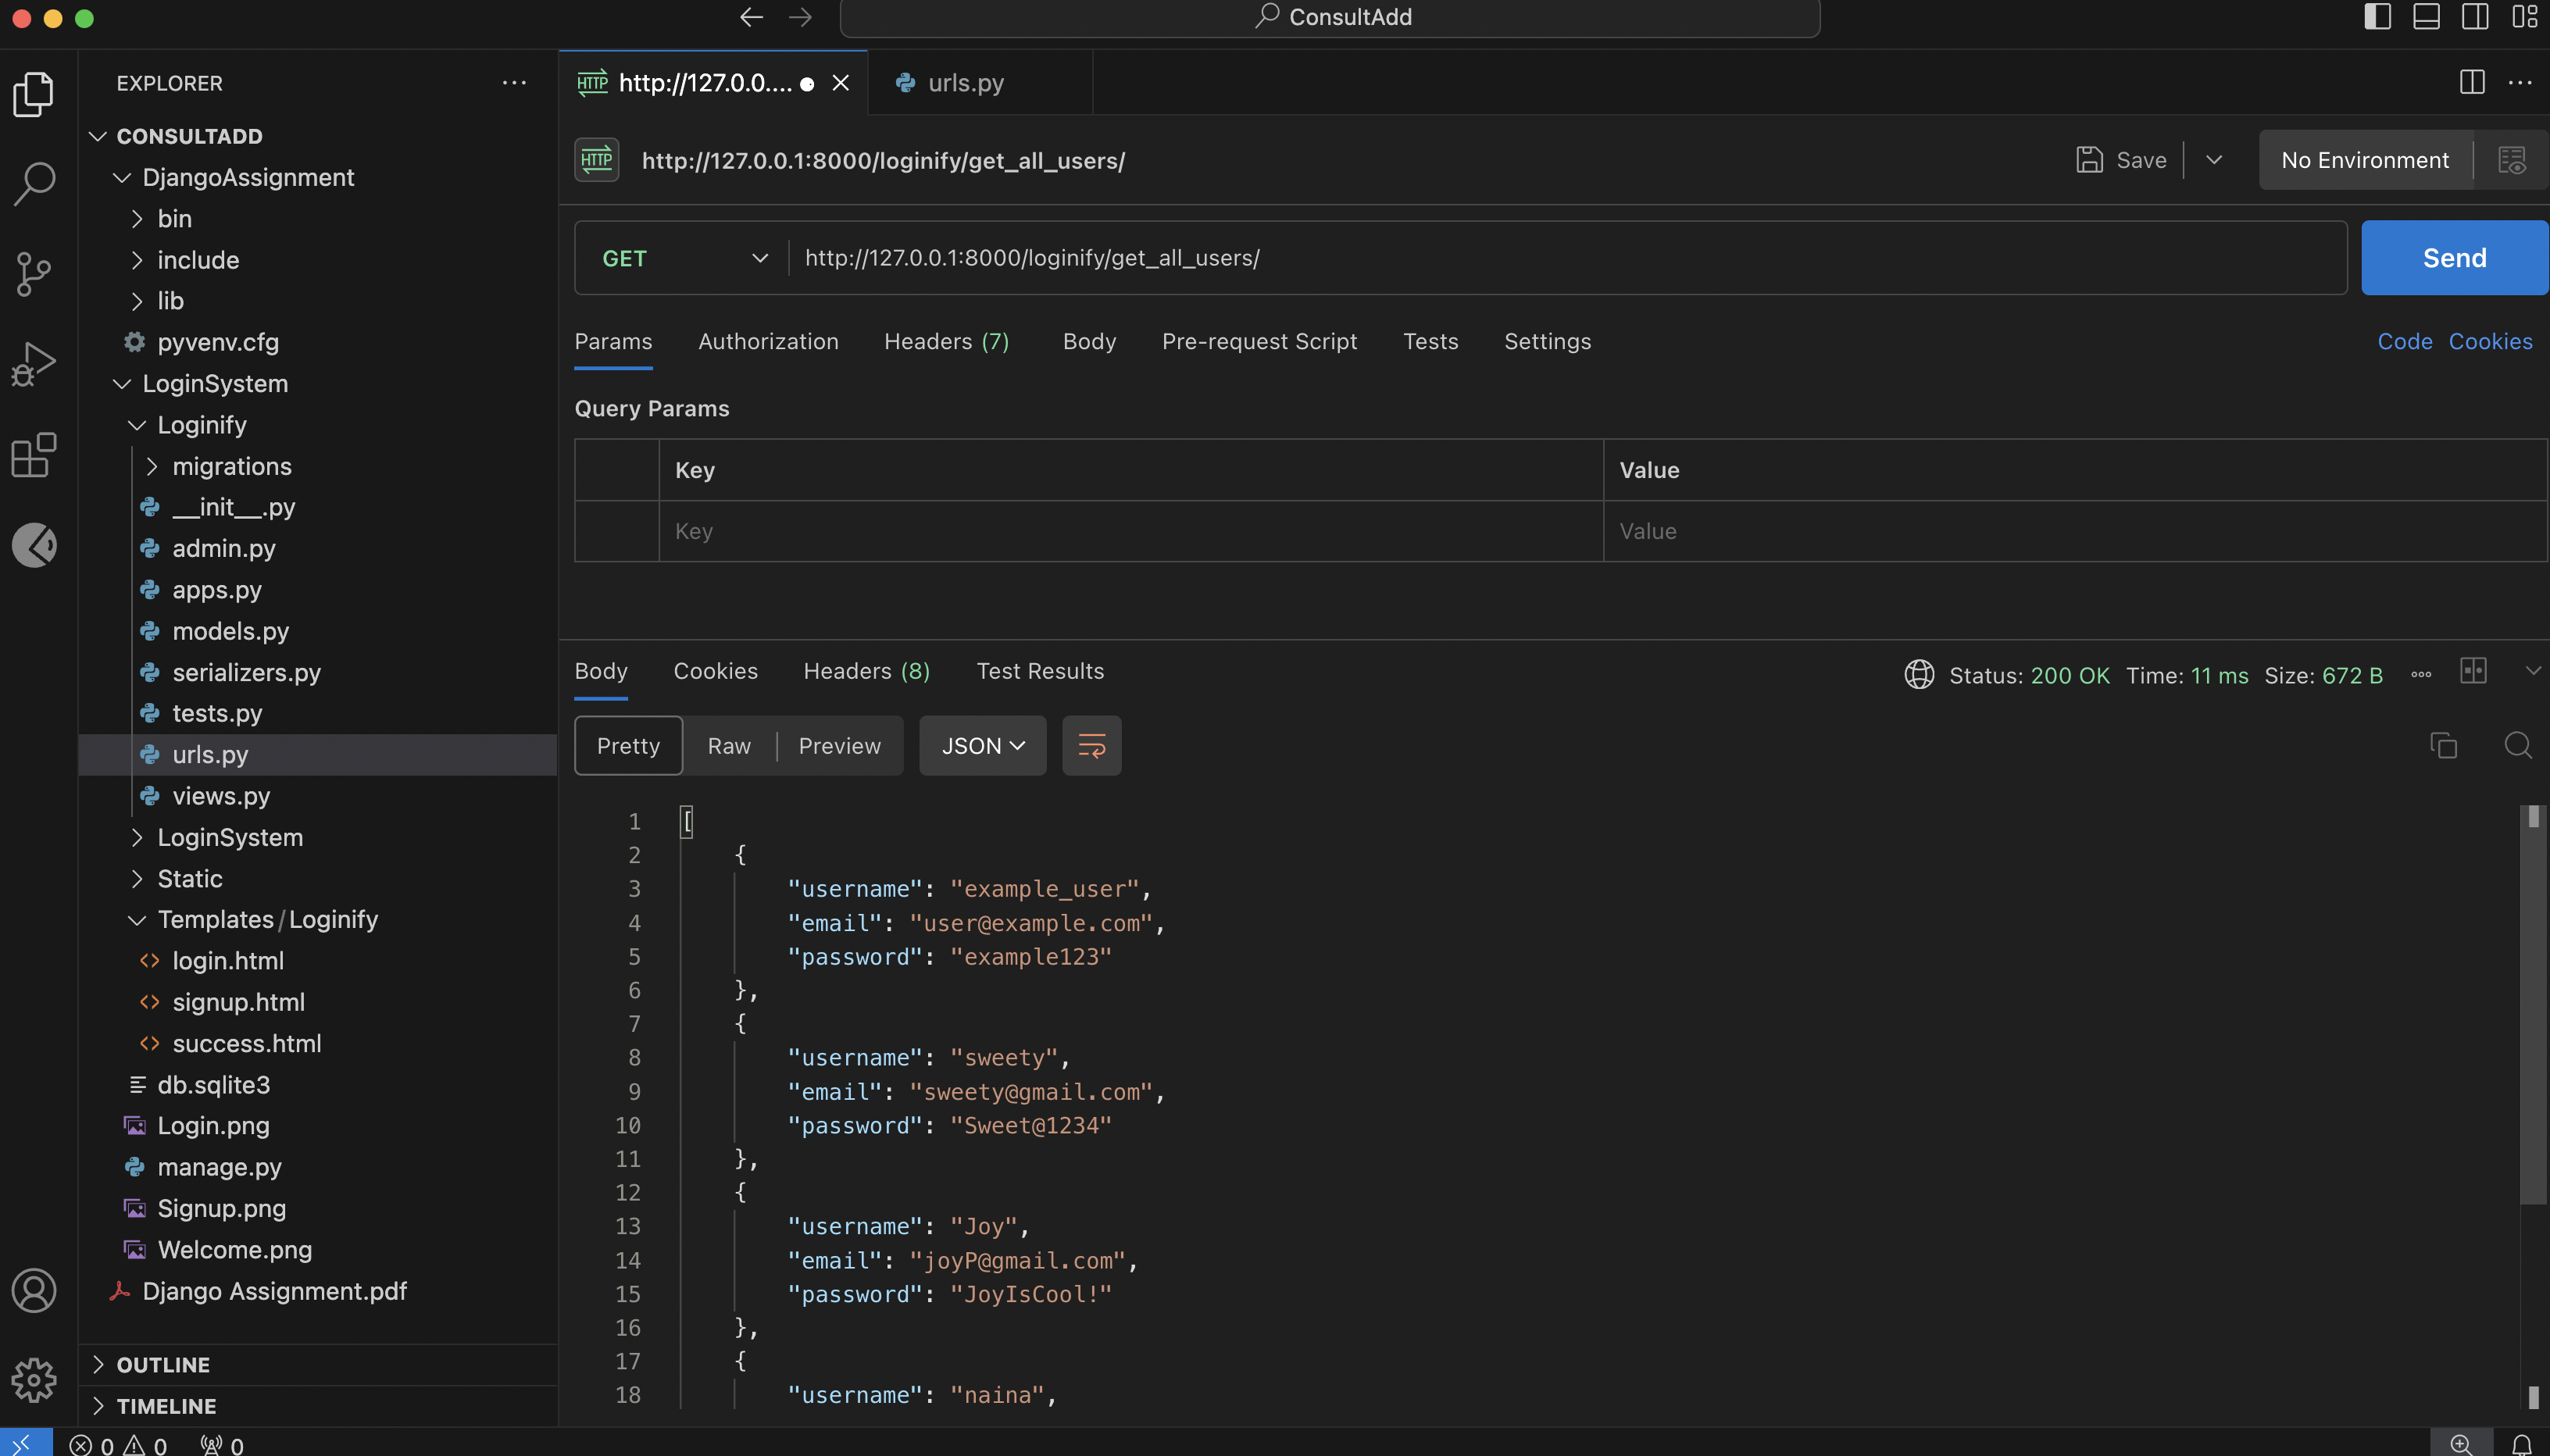 ConsultAdd
EXPLORER
CONSULTADD
DjangoAssignment
bin
include
lib
pyvenv.cfg
LoginSystem
Loginify
migrations
__init__.py
admin.py
apps.py
models.py
serializers.py
tests.py
urls.py
views.py
LoginSystem
Static
Templates/Loginify
login.html
signup.html
success.html
db.sqlite3
Login.png
manage.py
Signup.png
Welcome.png
Django Assignment.pdf
OUTLINE
TIMELINE
0 0 0
HTTP http://127.0.0.... urls.py
HTTP http://127.0.0.1:8000/loginify/get_all_users/ Save No Environment
GET http://127.0.0.1:8000/loginify/get_all_users/ Send
Params Authorization Headers (7) Body Pre-request Script Tests Settings Code Cookies
Query Params
Key Value
Key Value
Body Cookies Headers (8) Test Results Status: 200 OK Time: 11 ms Size: 672 B
Pretty Raw Preview JSON
1 [
2 {
3 "username": "example_user",
4 "email": "user@example.com",
5 "password": "example123"
6 },
7 {
8 "username": "sweety",
9 "email": "sweety@gmail.com",
10 "password": "Sweet@1234"
11 },
12 {
13 "username": "Joy",
14 "email": "joyP@gmail.com",
15 "password": "JoyIsCool!"
16 },
17 {
18 "username": "naina",